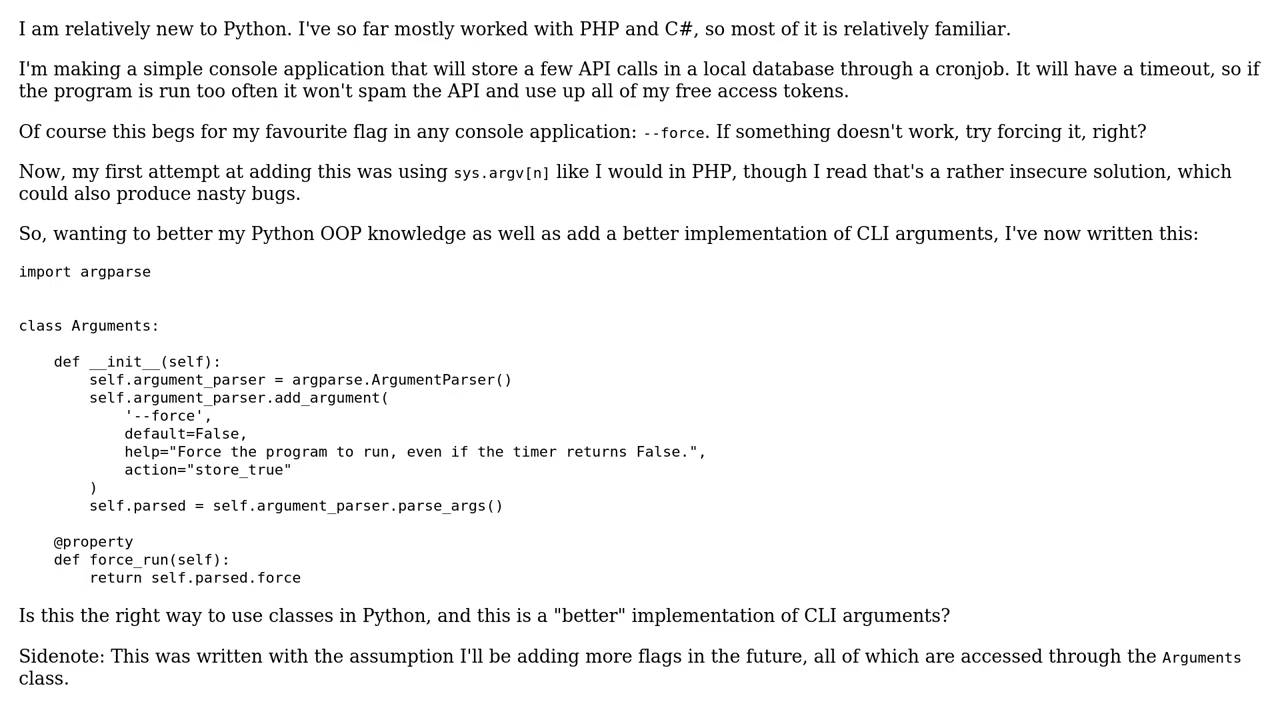 I am relatively new to Python. I've so far mostly worked with PHP and C#, so most of it is relatively familiar.
I'm making a simple console application that will store a few API calls in a local database through a cronjob. It will have a timeout, so if
the program is run too often it won't spam the API and use up all of my free access tokens.
Of course this begs for my favourite flag in any console application: --force. If something doesn't work, try forcing it, right?
Now, my first attempt at adding this was using sys.argv[n] like I would in PHP, though I read that's a rather insecure solution, which
could also produce nasty bugs.
So, wanting to better my Python OOP knowledge as well as add a better implementation of CLI arguments, I've now written this:
import argparse
class Arguments:
    def __init__(self):
        self.argument_parser = argparse.ArgumentParser()
        self.argument_parser.add_argument(
            '--force',
            default=False,
            help="Force the program to run, even if the timer returns False.",
            action="store_true"
        )
        self.parsed = self.argument_parser.parse_args()
    @property
    def force_run(self):
        return self.parsed.force
Is this the right way to use classes in Python, and this is a "better" implementation of CLI arguments?
Sidenote: This was written with the assumption I'll be adding more flags in the future, all of which are accessed through the Arguments
class.